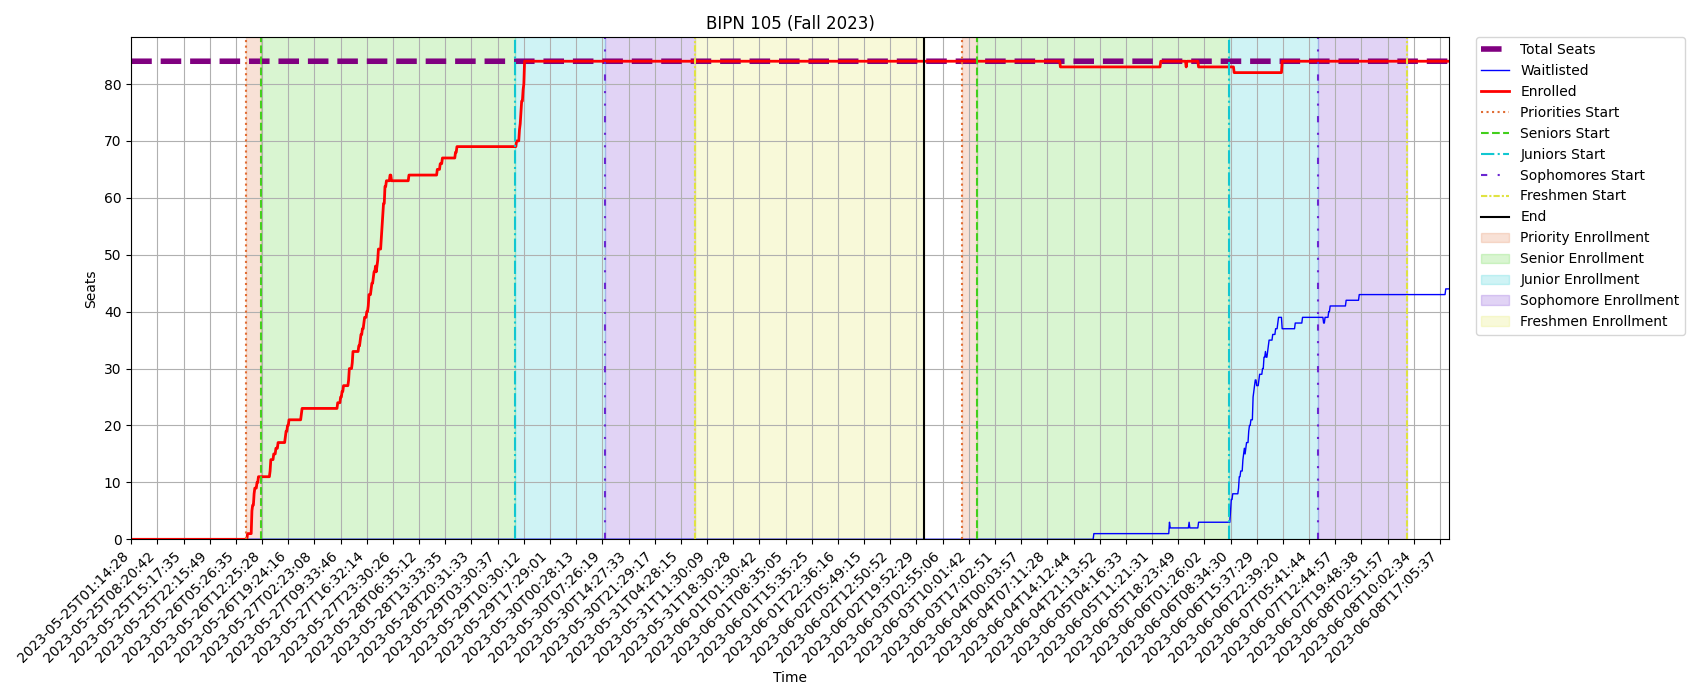 BIPN 105 (Fall 2023)
Seats
80
70
60
50
40
30
20
10
0
2023-05-25T01:14:28
2023-05-25T08:20:42
2023-05-25T15:17:35
2023-05-25T22:15:49
2023-05-26T05:26:35
2023-05-26T12:25:28
2023-05-26T19:24:16
2023-05-27T02:23:08
2023-05-27T09:33:46
2023-05-27T16:32:14
2023-05-27T23:30:26
2023-05-28T06:35:12
2023-05-28T13:33:35
2023-05-28T20:31:33
2023-05-29T03:30:37
2023-05-29T10:30:12
2023-05-29T17:29:01
2023-05-30T00:28:13
2023-05-30T07:26:19
2023-05-30T14:27:33
2023-05-30T21:29:17
2023-05-31T04:28:15
2023-05-31T11:30:09
2023-05-31T18:30:28
2023-06-01T01:30:42
2023-06-01T08:35:05
2023-06-01T15:35:25
2023-06-01T22:36:16
2023-06-02T05:49:15
2023-06-02T12:50:52
2023-06-02T19:52:29
2023-06-03T02:55:06
2023-06-03T10:01:42
2023-06-03T17:02:51
2023-06-04T00:03:57
2023-06-04T07:11:28
2023-06-04T14:12:44
2023-06-04T21:13:52
2023-06-05T04:16:33
2023-06-05T11:21:31
2023-06-05T18:23:49
2023-06-06T01:26:02
2023-06-06T08:34:30
2023-06-06T15:37:29
2023-06-06T22:39:20
2023-06-07T05:41:44
2023-06-07T12:44:57
2023-06-07T19:48:38
2023-06-08T02:51:57
2023-06-08T10:02:34
2023-06-08T17:05:37
Time
Total Seats
Waitlisted
Enrolled
Priorities Start
Seniors Start
Juniors Start
Sophomores Start
Freshmen Start
End
Priority Enrollment
Senior Enrollment
Junior Enrollment
Sophomore Enrollment
Freshmen Enrollment